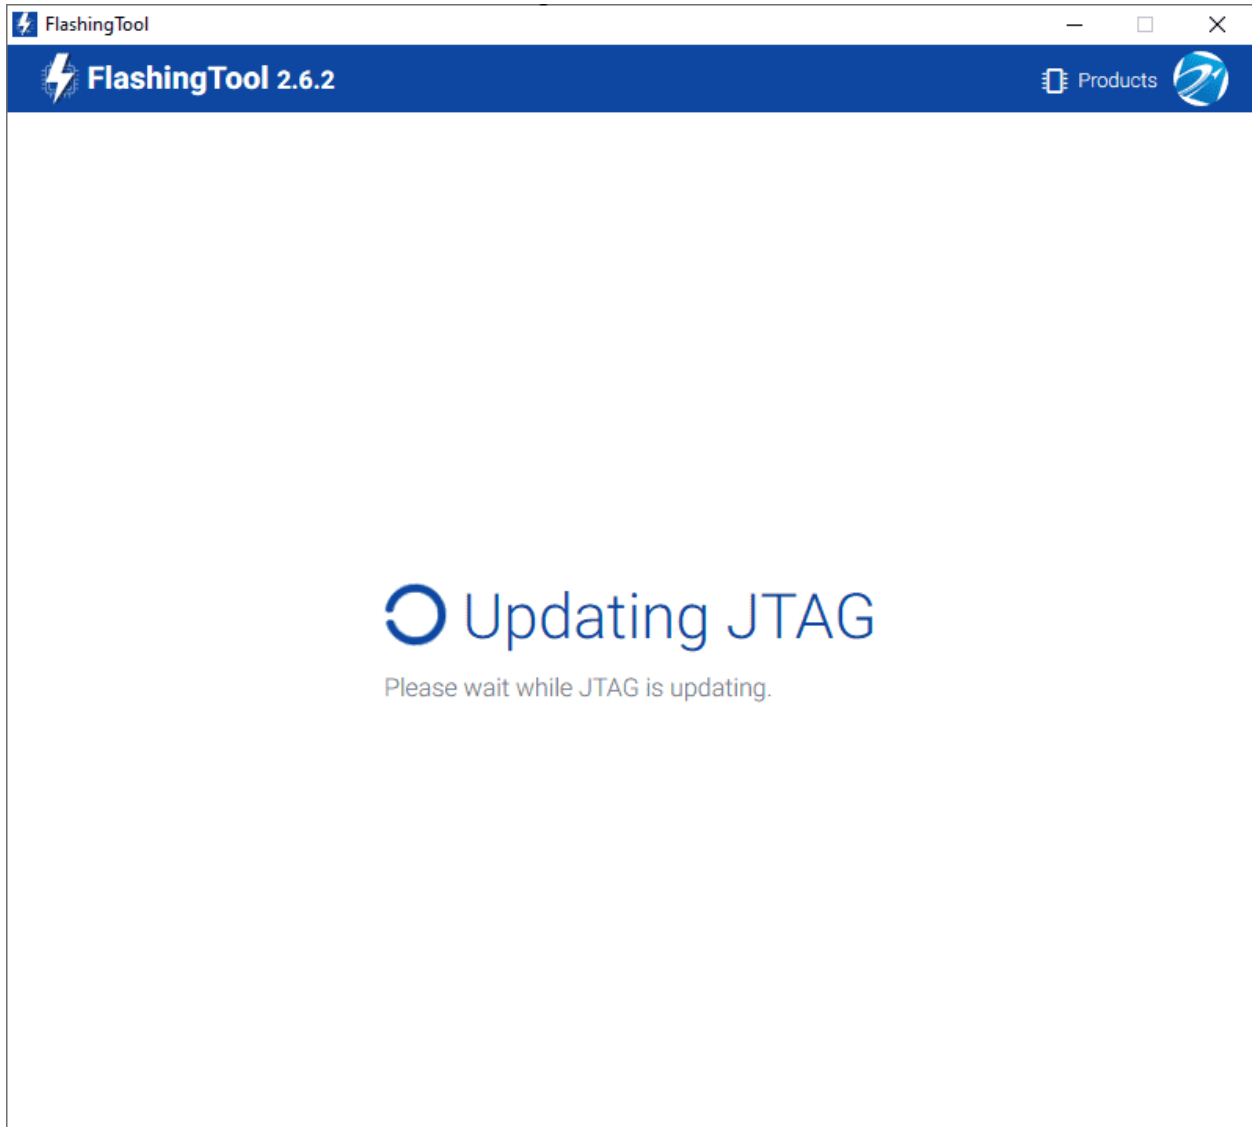 FlashingTool
FlashingTool 2.6.2
Products
Updating JTAG
Please wait while JTAG is updating.